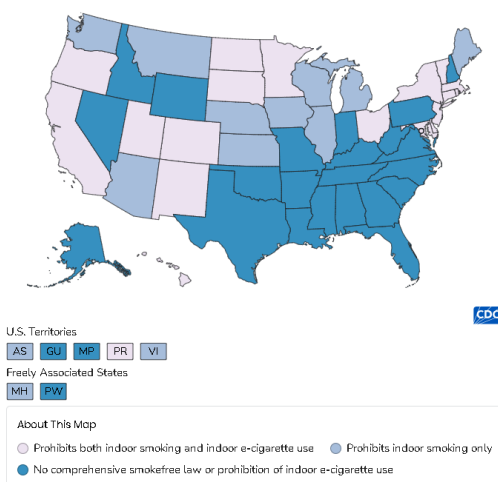 CDC
U.S. Territories
AS GU MP PR VI
Freely Associated States
MH PW
About This Map
Prohibits both indoor smoking and indoor e-cigarette use Prohibits indoor smoking only
No comprehensive smokefree law or prohibition of indoor e-cigarette use